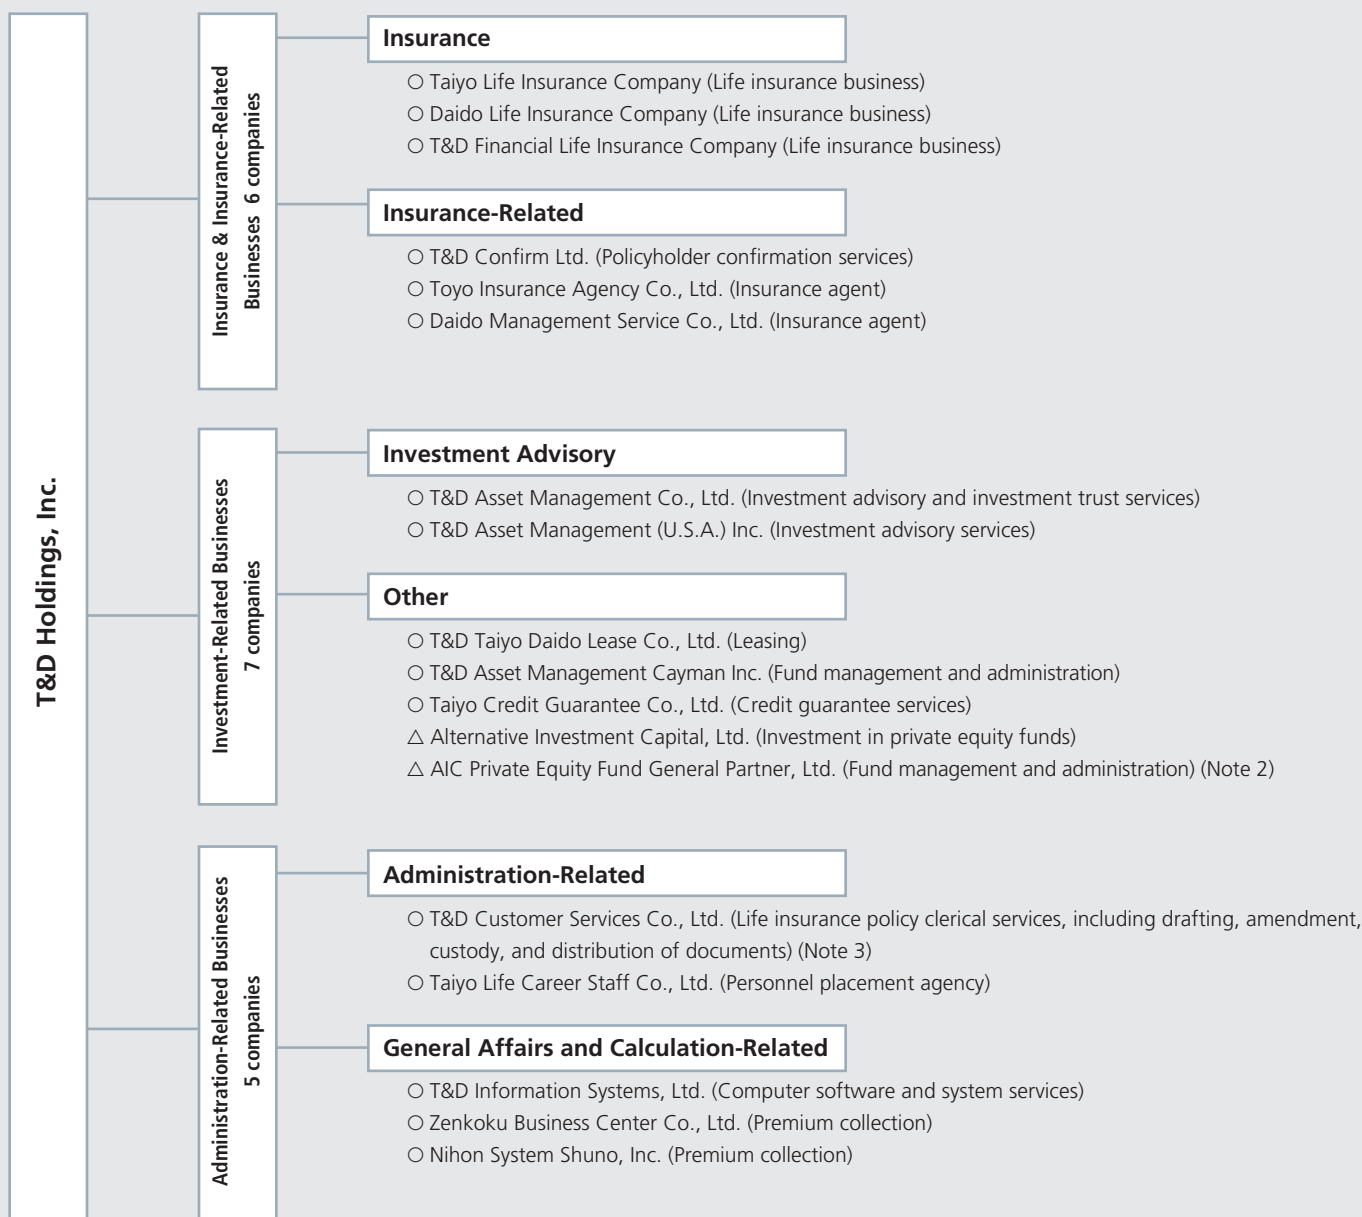 T&D Holdings, Inc.
Insurance & Insurance-Related
Businesses 6 companies
Insurance
○ Taiyo Life Insurance Company (Life insurance business)
○ Daido Life Insurance Company (Life insurance business)
○ T&D Financial Life Insurance Company (Life insurance business)
Insurance-Related
○ T&D Confirm Ltd. (Policyholder confirmation services)
○ Toyo Insurance Agency Co., Ltd. (Insurance agent)
○ Daido Management Service Co., Ltd. (Insurance agent)
Investment-Related Businesses
7 companies
Investment Advisory
○ T&D Asset Management Co., Ltd. (Investment advisory and investment trust services)
○ T&D Asset Management (U.S.A.) Inc. (Investment advisory services)
Other
○ T&D Taiyo Daido Lease Co., Ltd. (Leasing)
○ T&D Asset Management Cayman Inc. (Fund management and administration)
○ Taiyo Credit Guarantee Co., Ltd. (Credit guarantee services)
△ Alternative Investment Capital, Ltd. (Investment in private equity funds)
△ AIC Private Equity Fund General Partner, Ltd. (Fund management and administration) (Note 2)
Administration-Related Businesses
5 companies
Administration-Related
○ T&D Customer Services Co., Ltd. (Life insurance policy clerical services, including drafting, amendment,
custody, and distribution of documents) (Note 3)
○ Taiyo Life Career Staff Co., Ltd. (Personnel placement agency)
General Affairs and Calculation-Related
○ T&D Information Systems, Ltd. (Computer software and system services)
○ Zenkoku Business Center Co., Ltd. (Premium collection)
○ Nihon System Shuno, Inc. (Premium collection)